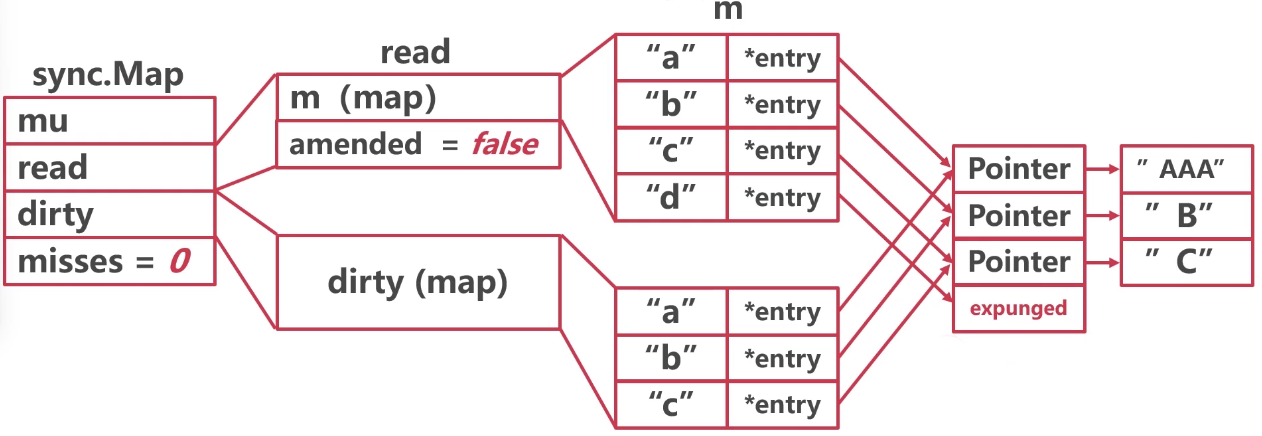 sync.Map
mu
read
dirty
misses = 0
read
m (map)
amended = false
dirty (map)
m
“a” *entry
“b” *entry
“c” *entry
“d” *entry
“a” *entry
“b” *entry
“c” *entry
Pointer
Pointer
Pointer
expunged
” AAA”
” B”
” C”